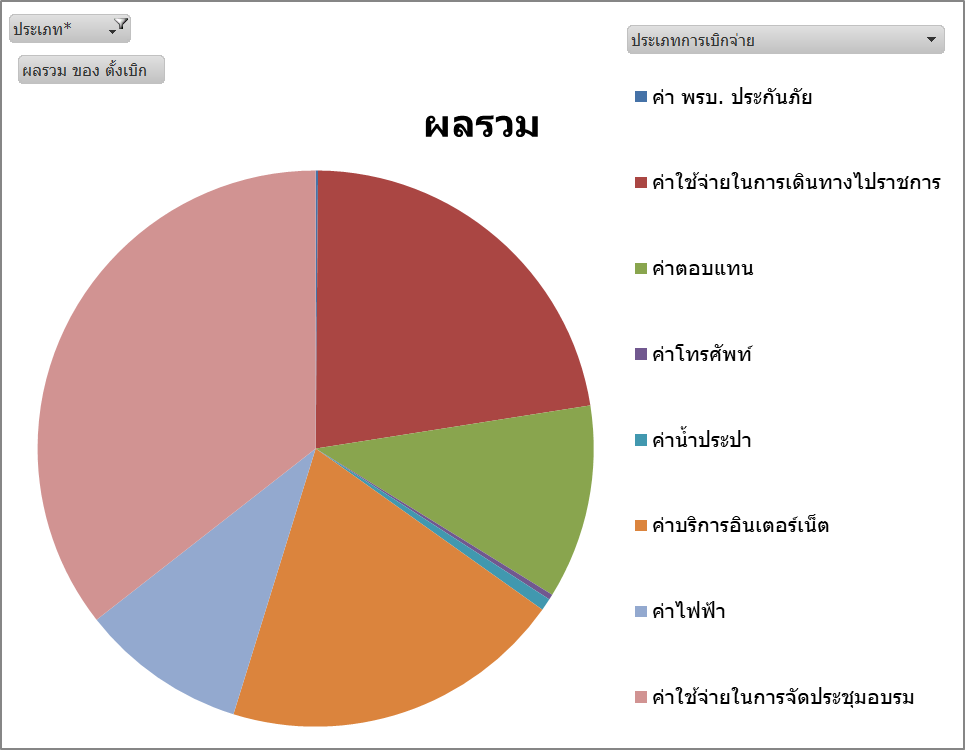 ประเภท*
ประเภทการเบิกจ่าย
ผลรวม ของ ตั้งเบิก
ผลรวม
ค่า พรบ. ประกันภัย
ค่าใช้จ่ายในการเดินทางไปราชการ
ค่าตอบแทน
ค่าโทรศัพท์
ค่าน้ำประปา
ค่าบริการอินเตอร์เน็ต
ค่าไฟฟ้า
ค่าใช้จ่ายในการจัดประชุมอบรม